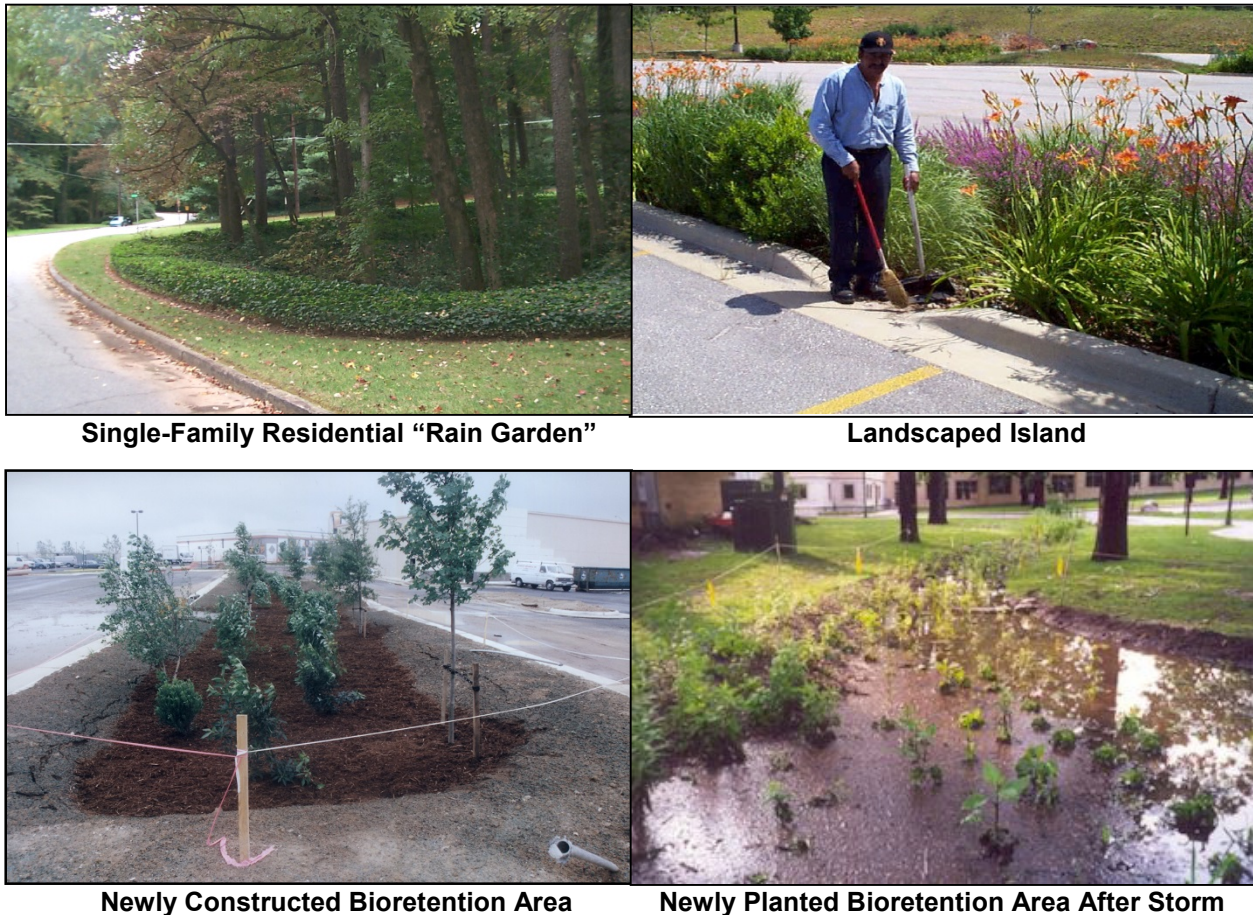 Single-Family Residential “Rain Garden”
Landscaped Island
Newly Constructed Bioretention Area
Newly Planted Bioretention Area After Storm